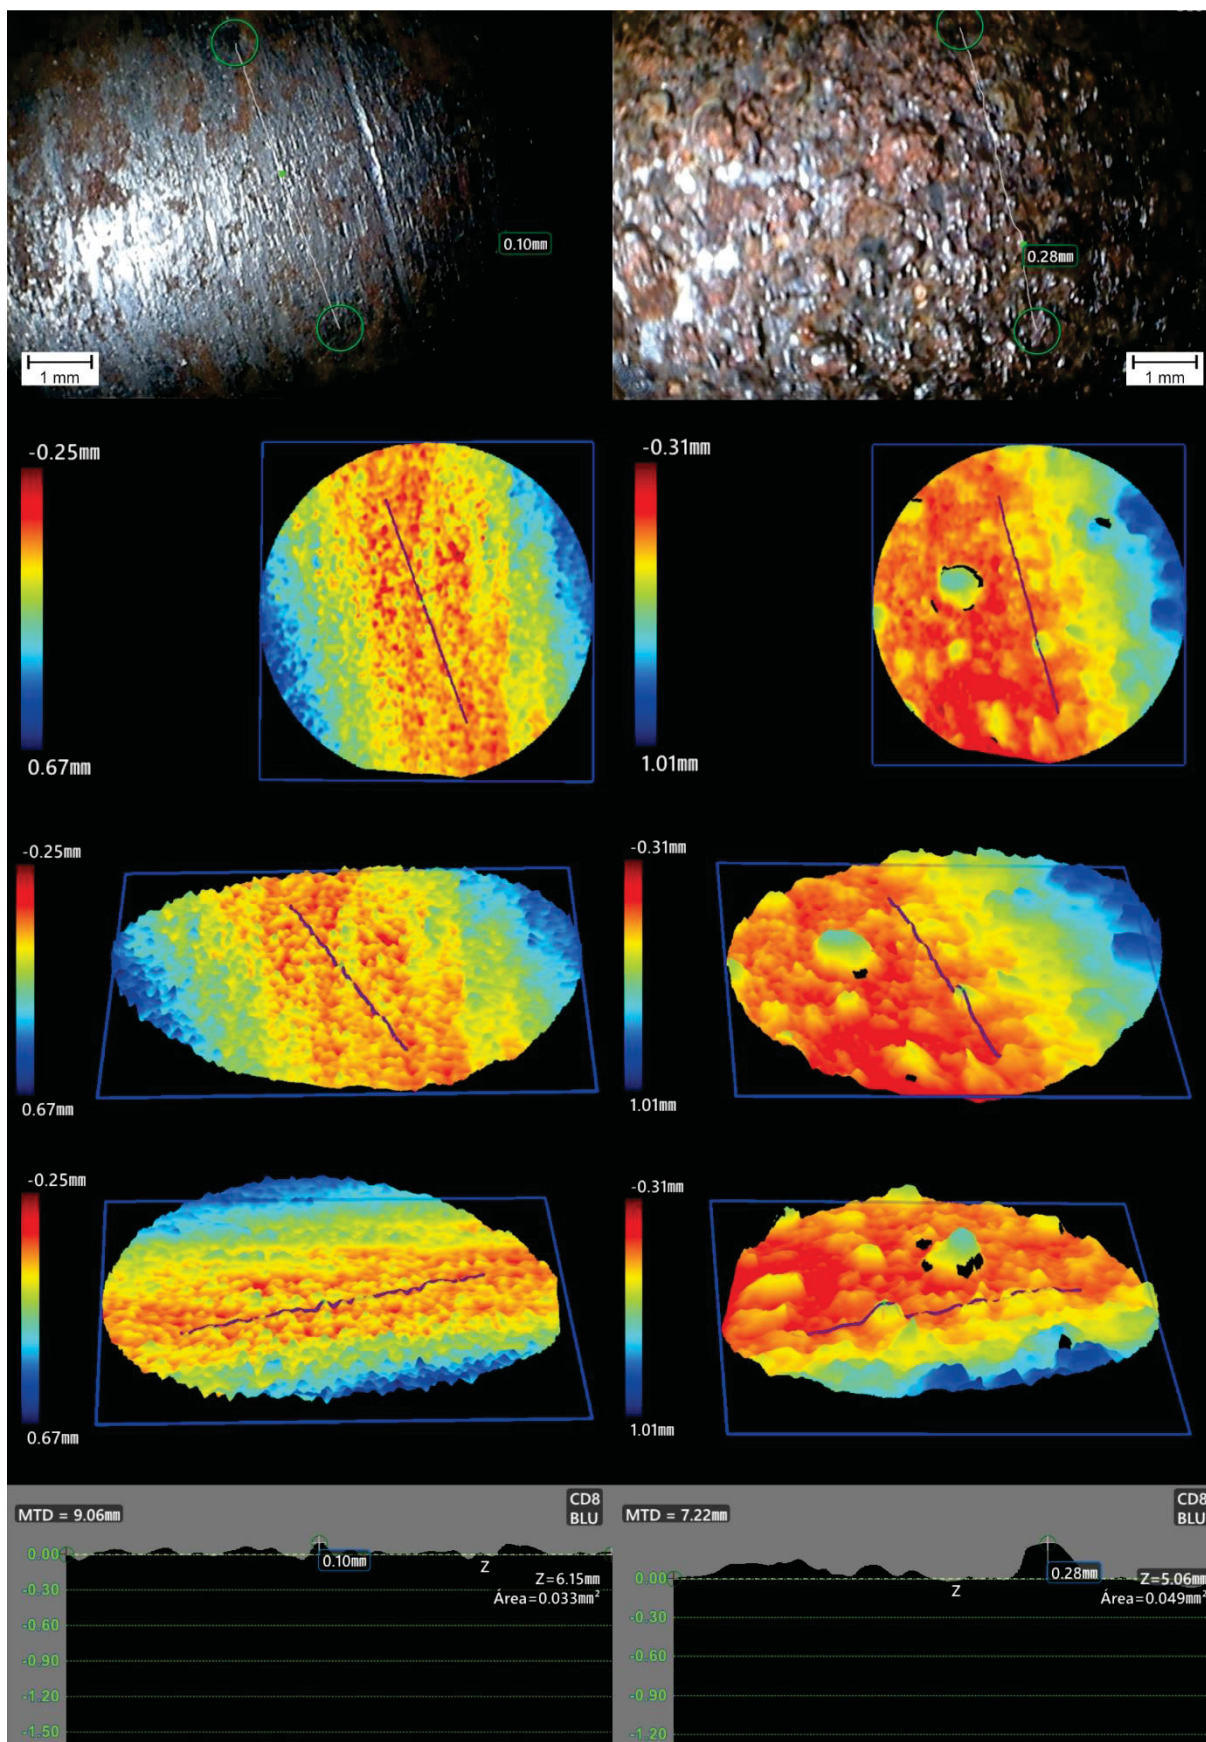 0.10㎜
1 mm
0.28㎜
1 mm
-0.25㎜
0.67㎜
-0.31㎜
1.01㎜
-0.25㎜
0.67㎜
-0.31㎜
1.01㎜
-0.25㎜
0.67㎜
-0.31㎜
1.01㎜
MTD = 9.06㎜
CD8
BLU
0.00
0.10㎜
Z
Z=6.15㎜
Área=0.033㎜²
-0.30
-0.60
-0.90
-1.20
-1.50
MTD = 7.22㎜
CD8
BLU
0.00
0.28㎜
Z
Z=5.06㎜
Área=0.049㎜²
-0.30
-0.60
-0.90
-1.20